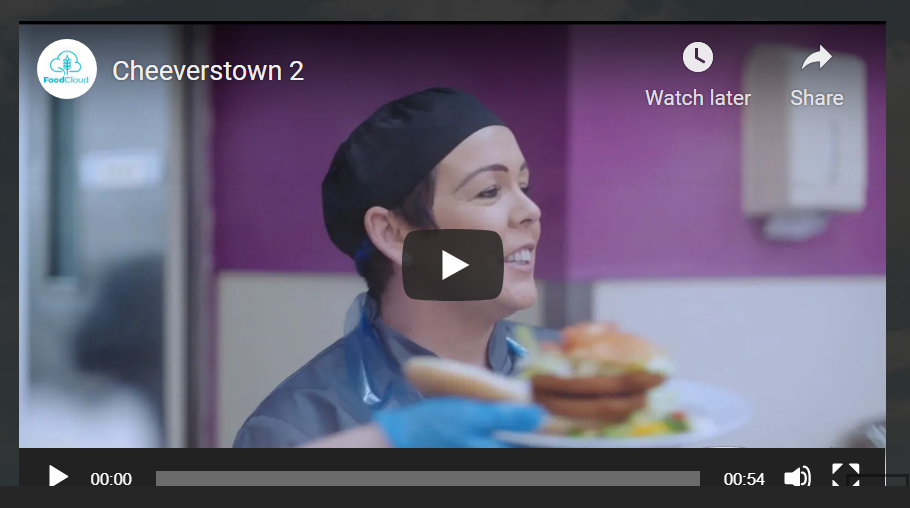 FoodCloud
Cheeverstown 2
Watch later
Share
00:00
00:54